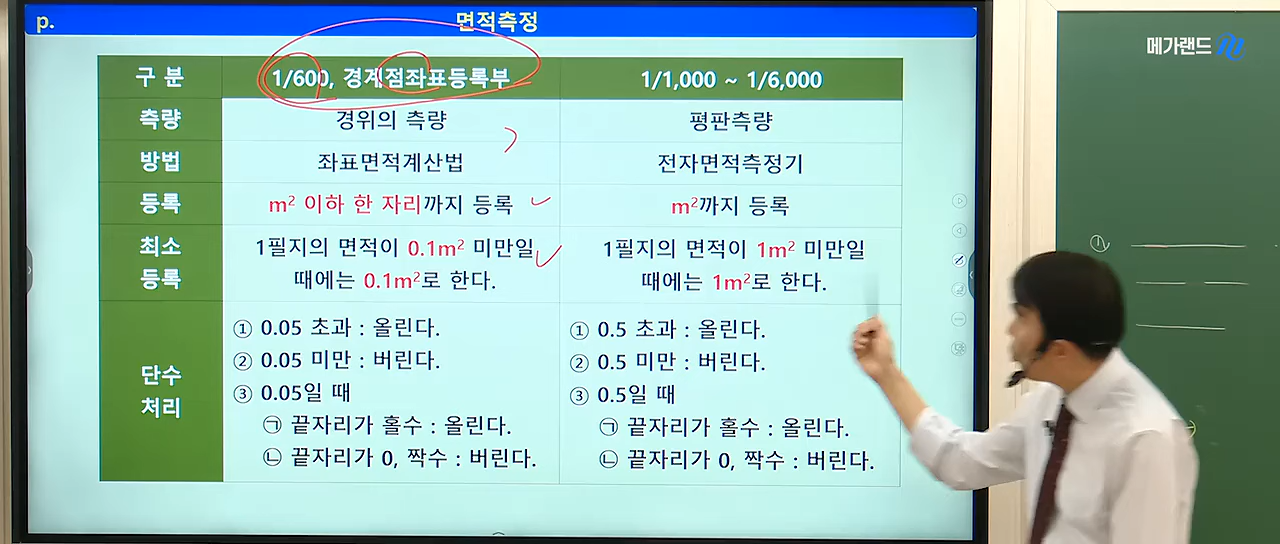 p.
면적측정
메가랜드
구 분
1/600, 경계점좌표등록부
1/1,000 ~ 1/6,000
측량
경위의 측량
평판측량
방법
좌표면적계산법
전자면적측정기
등록
m² 이하 한 자리까지 등록
m²까지 등록
최소
등록
1필지의 면적이 0.1m² 미만일
때에는 0.1m²로 한다.
1필지의 면적이 1m² 미만일
때에는 1m²로 한다.
단수
처리
① 0.05 초과 : 올린다.
② 0.05 미만 : 버린다.
③ 0.05일 때
㉠ 끝자리가 홀수 : 올린다.
㉡ 끝자리가 0, 짝수 : 버린다.
① 0.5 초과 : 올린다.
② 0.5 미만 : 버린다.
③ 0.5일 때
㉠ 끝자리가 홀수 : 올린다.
㉡ 끝자리가 0, 짝수 : 버린다.